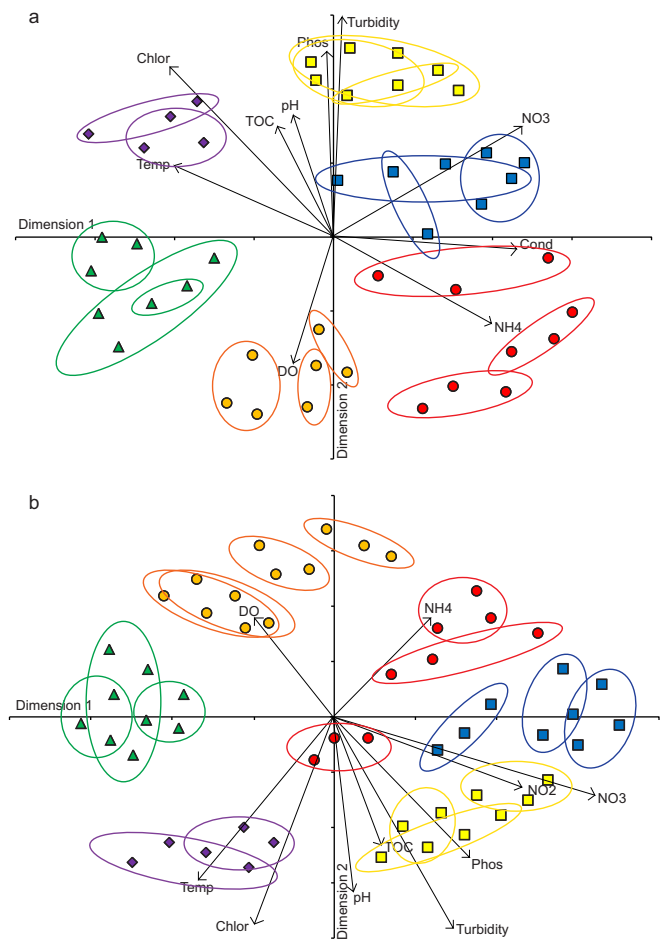 a
Turbidity
Phos
Chlor
pH
TOC
NO3
Temp
Dimension 1
Cond
NH4
DO
Dimension 2
b
NH4
DO
Dimension 1
NO2
NO3
TOC
Phos
Temp
pH
Chlor
Dimension 2
Turbidity